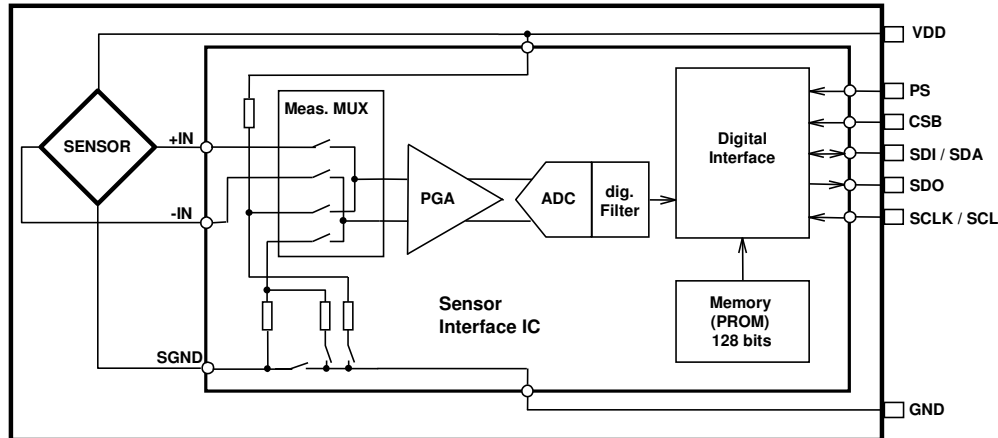 VDD
PS
CSB
SDI / SDA
SDO
SCLK / SCL
GND
SENSOR
+IN
-IN
SGND
Meas. MUX
PGA
ADC
dig.
Filter
Digital
Interface
Memory
(PROM)
128 bits
Sensor
Interface IC